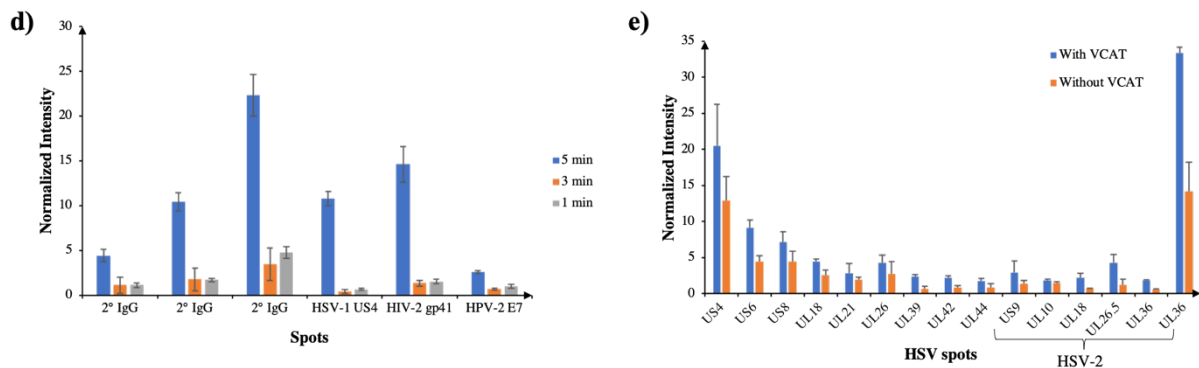 d)
30
25
20
15
10
5
0
Normalized Intensity
2° IgG
2° IgG
2° IgG
HSV-1 US4
HIV-2 gp41
HPV-2 E7
Spots
5 min
3 min
1 min
e)
35
30
25
20
15
10
5
0
Normalized Intensity
With VCAT
Without VCAT
US4
US6
US8
UL18
UL21
UL26
UL39
UL42
UL44
US9
UL10
UL18
UL26.5
UL36
UL36
HSV spots
HSV-2